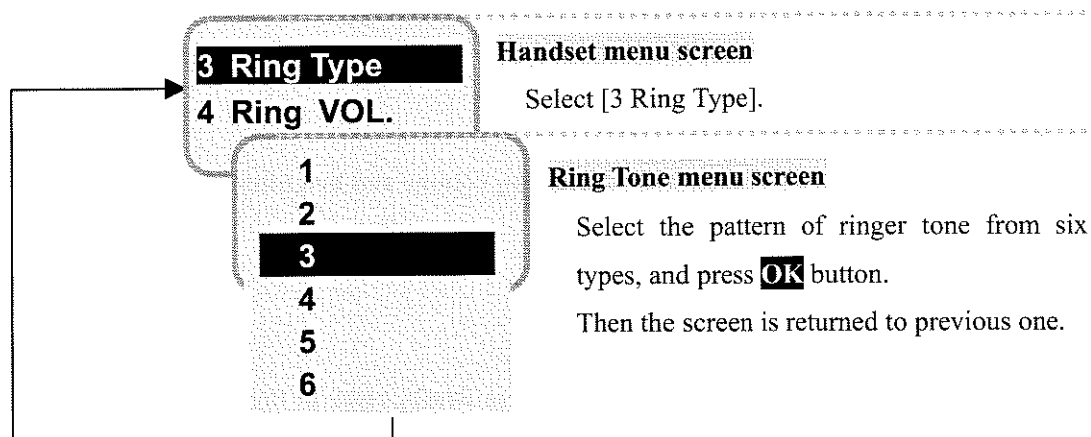 3 Ring Type
4 Ring VOL.
Handset menu screen
Select [3 Ring Type].
1
2
3
4
5
6
Ring Tone menu screen
Select the pattern of ringer tone from six
types, and press OK button.
Then the screen is returned to previous one.